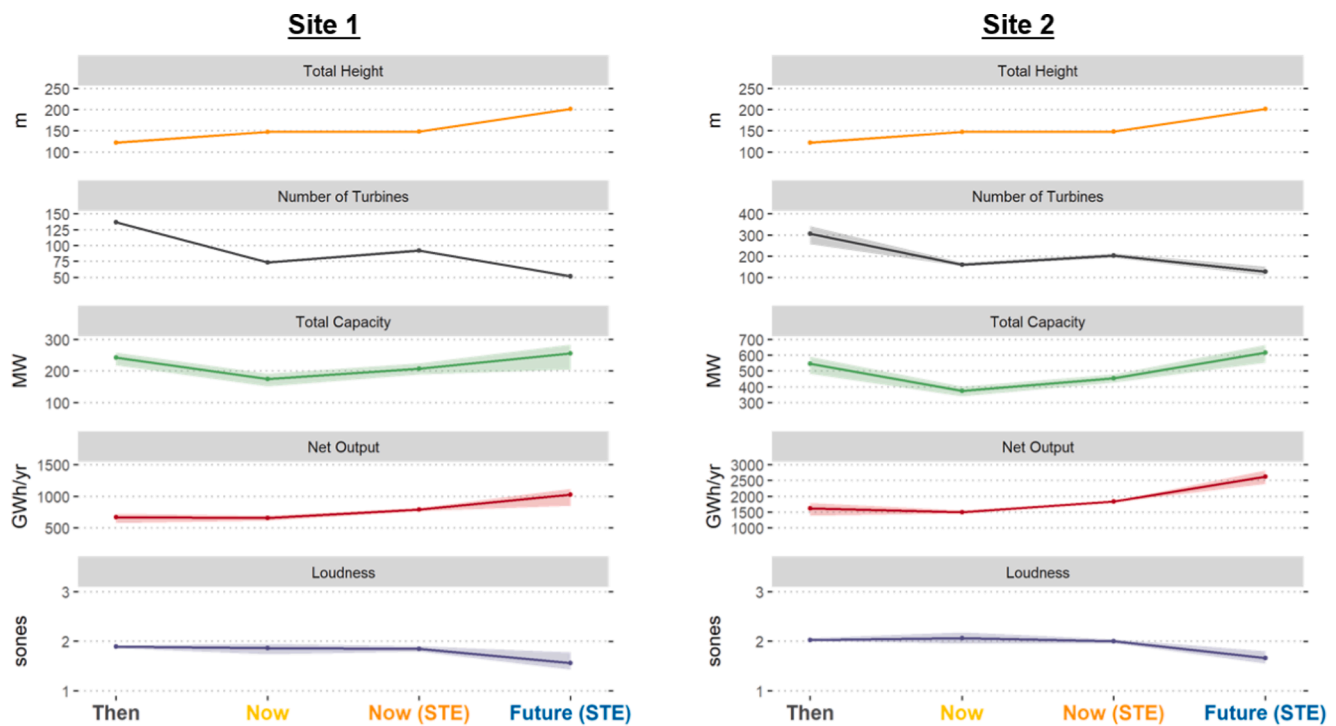 Site 1
Total Height
m
250
200
150
100
Number of Turbines
150
125
100
75
50
Total Capacity
MW
300
200
100
Net Output
GWh/yr
1500
1000
500
Loudness
sones
3
2
1
Then Now Now (STE) Future (STE)
Site 2
Total Height
m
250
200
150
100
Number of Turbines
400
300
200
100
Total Capacity
MW
700
600
500
400
300
Net Output
GWh/yr
3000
2500
2000
1500
1000
Loudness
sones
3
2
1
Then Now Now (STE) Future (STE)